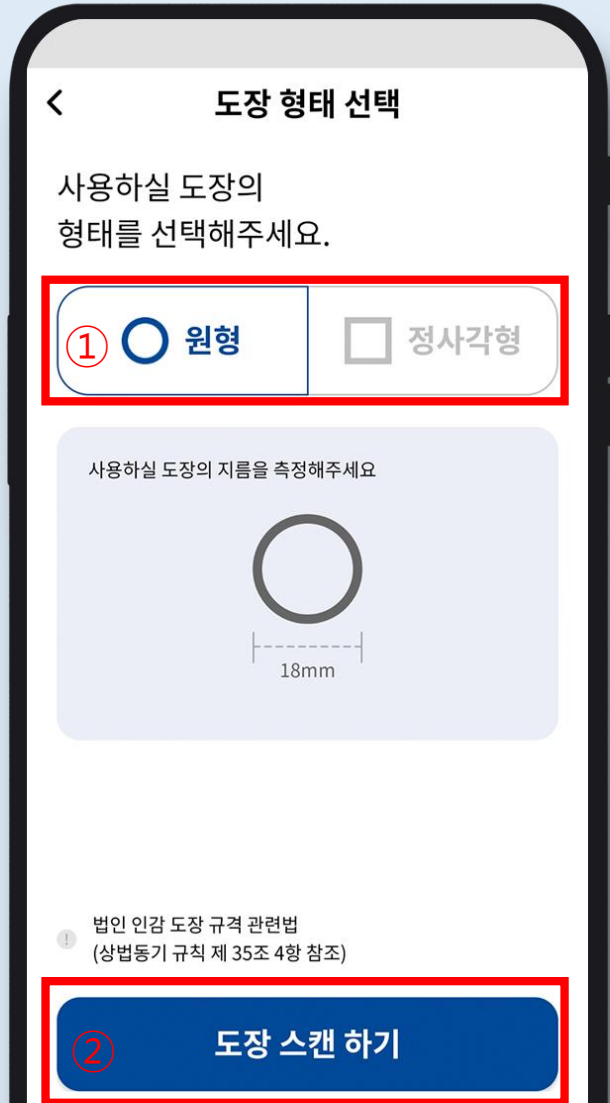 도장 형태 선택
사용하실 도장의
형태를 선택해주세요.
① 원형 정사각형
사용하실 도장의 지름을 측정해주세요
18mm
! 법인 인감 도장 규격 관련법
(상법동기 규칙 제 35조 4항 참조)
② 도장 스캔 하기